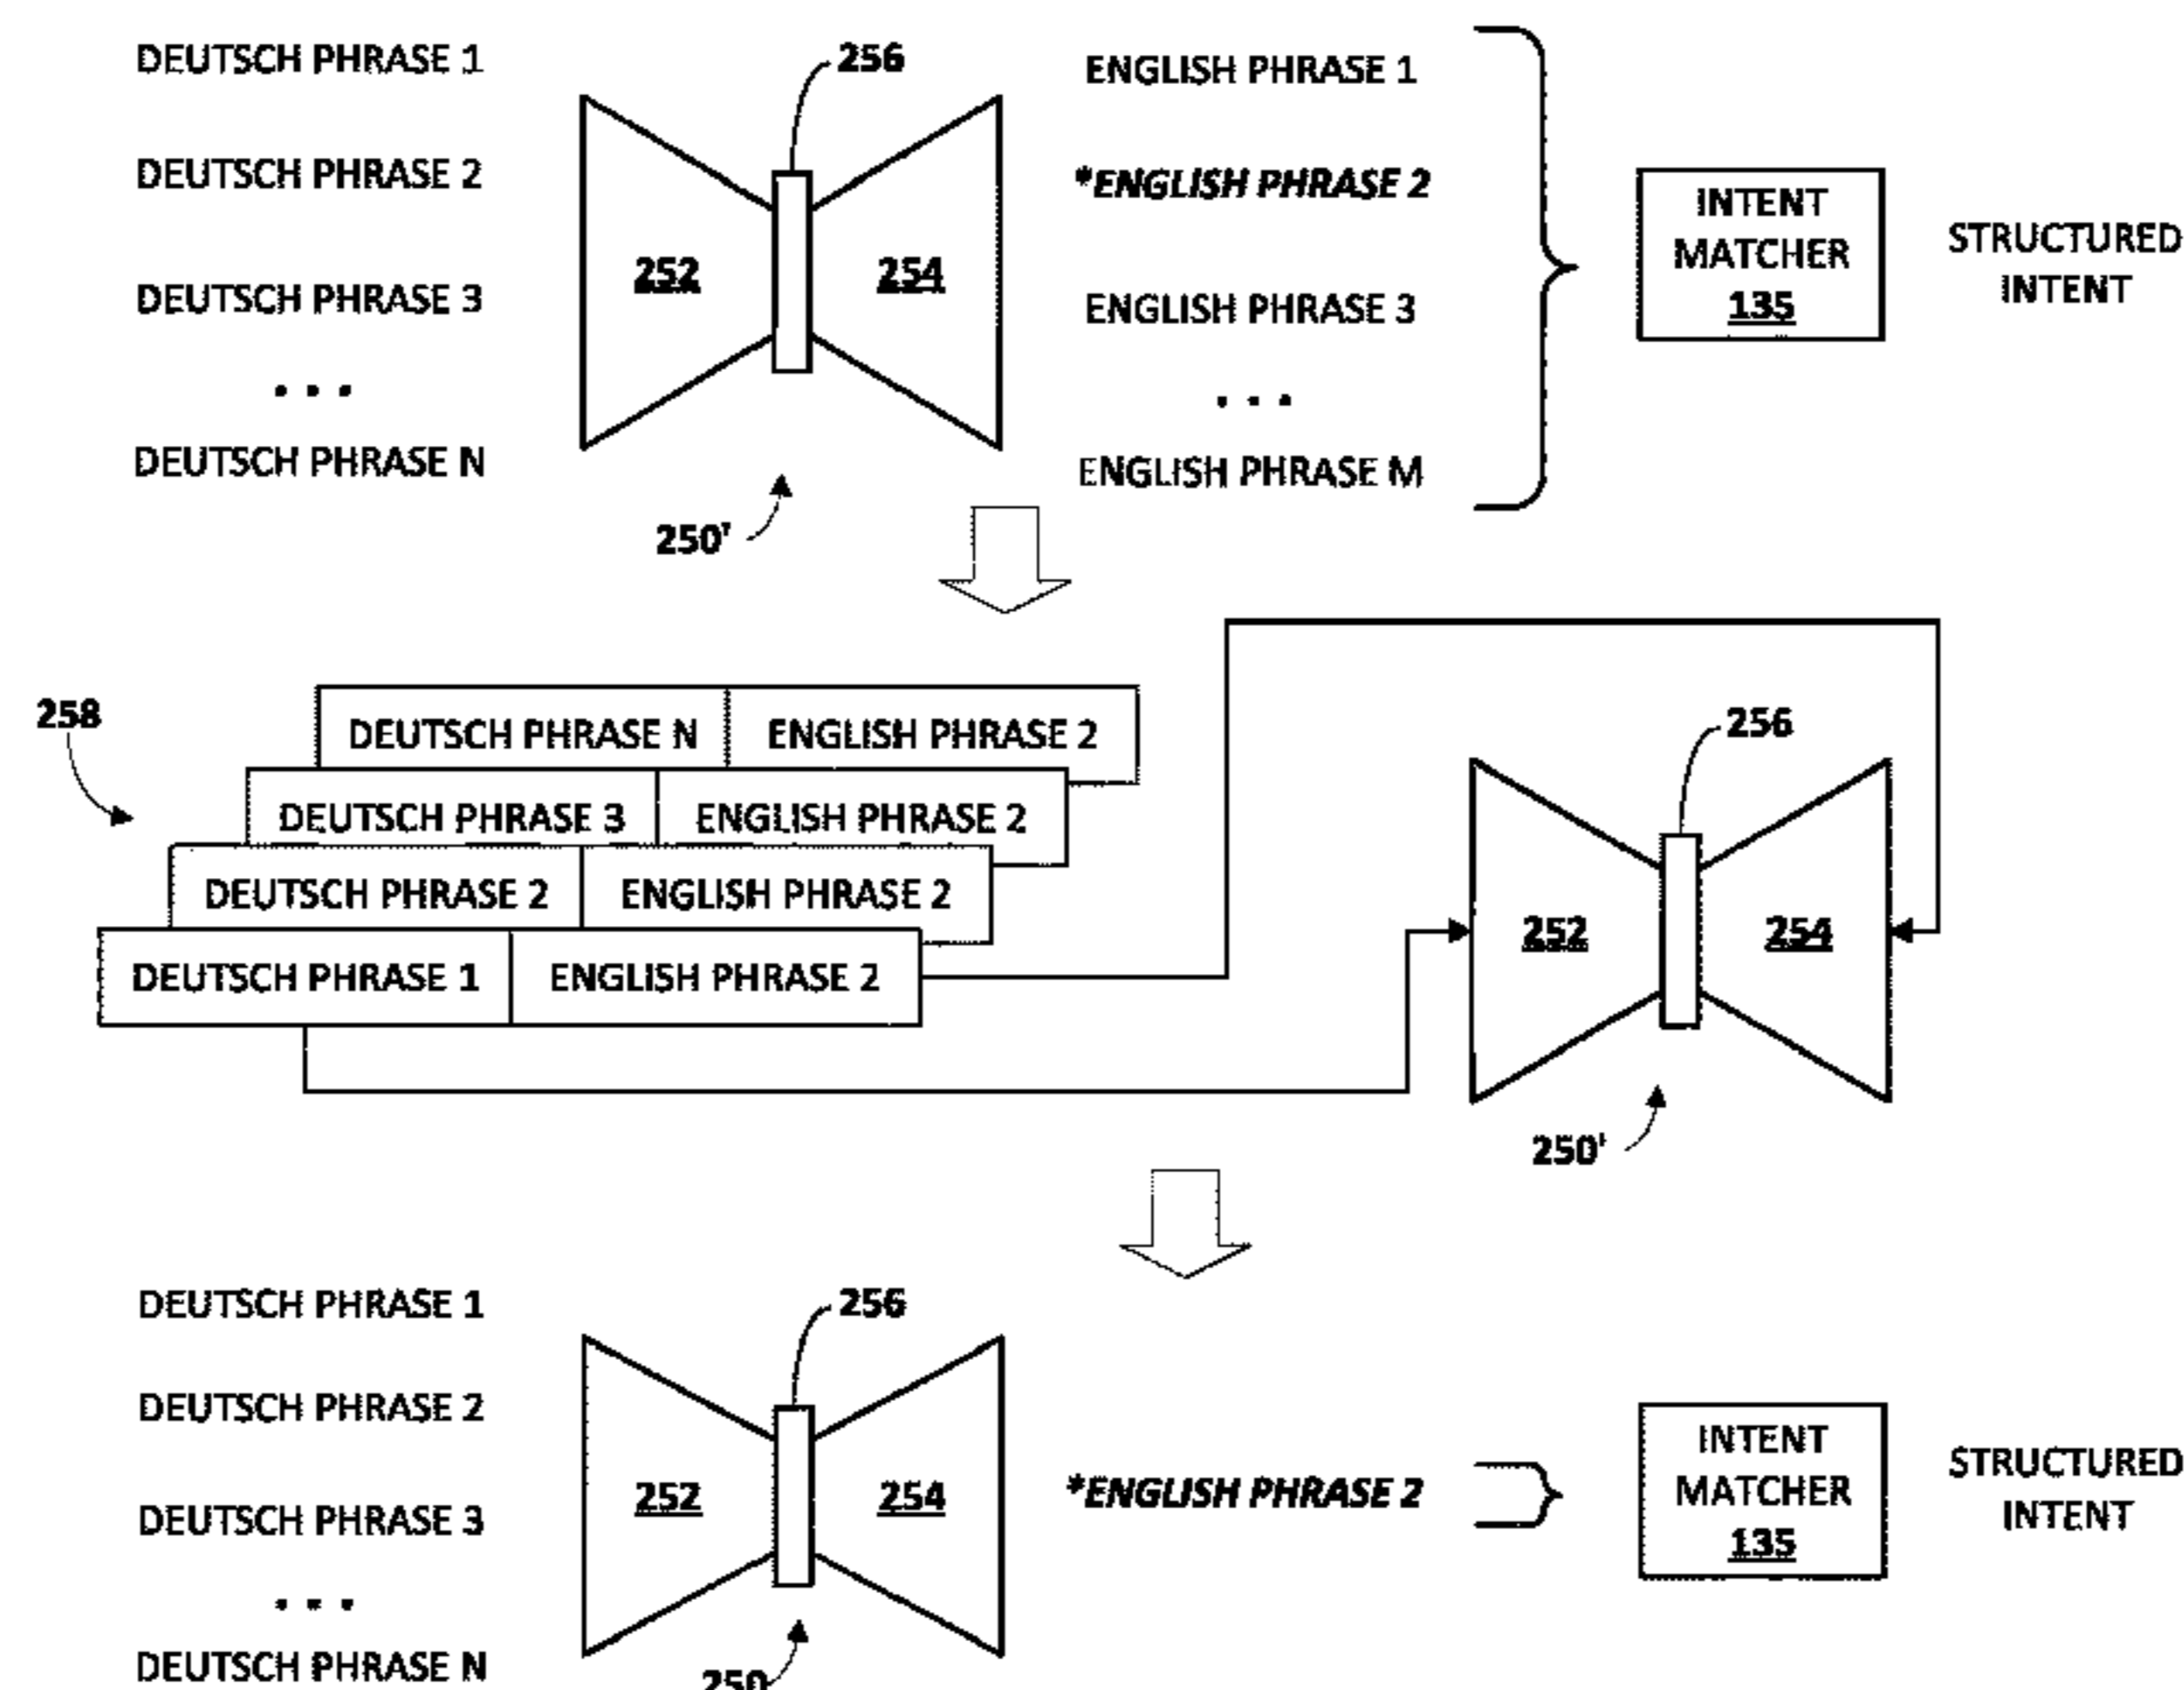 DEUTSCH PHRASE 1
DEUTSCH PHRASE 2
DEUTSCH PHRASE 3
. . .
DEUTSCH PHRASE N
256
252
254
250'
ENGLISH PHRASE 1
*ENGLISH PHRASE 2
ENGLISH PHRASE 3
. . .
ENGLISH PHRASE M
INTENT
MATCHER
135
STRUCTURED
INTENT
258
DEUTSCH PHRASE N ENGLISH PHRASE 2
DEUTSCH PHRASE 3 ENGLISH PHRASE 2
DEUTSCH PHRASE 2 ENGLISH PHRASE 2
DEUTSCH PHRASE 1 ENGLISH PHRASE 2
256
252
254
250'
DEUTSCH PHRASE 1
DEUTSCH PHRASE 2
DEUTSCH PHRASE 3
. . .
DEUTSCH PHRASE N
256
252
254
250
*ENGLISH PHRASE 2
INTENT
MATCHER
135
STRUCTURED
INTENT